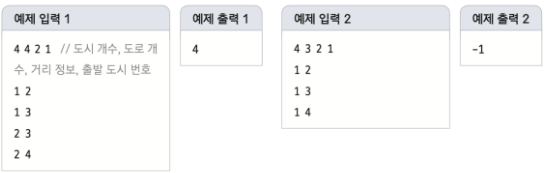 예제 입력 1
4 4 2 1 // 도시 개수, 도로 개
수, 거리 정보, 출발 도시 번호
1 2
1 3
2 3
2 4
예제 출력 1
4
예제 입력 2
4 3 2 1
1 2
1 3
1 4
예제 출력 2
-1